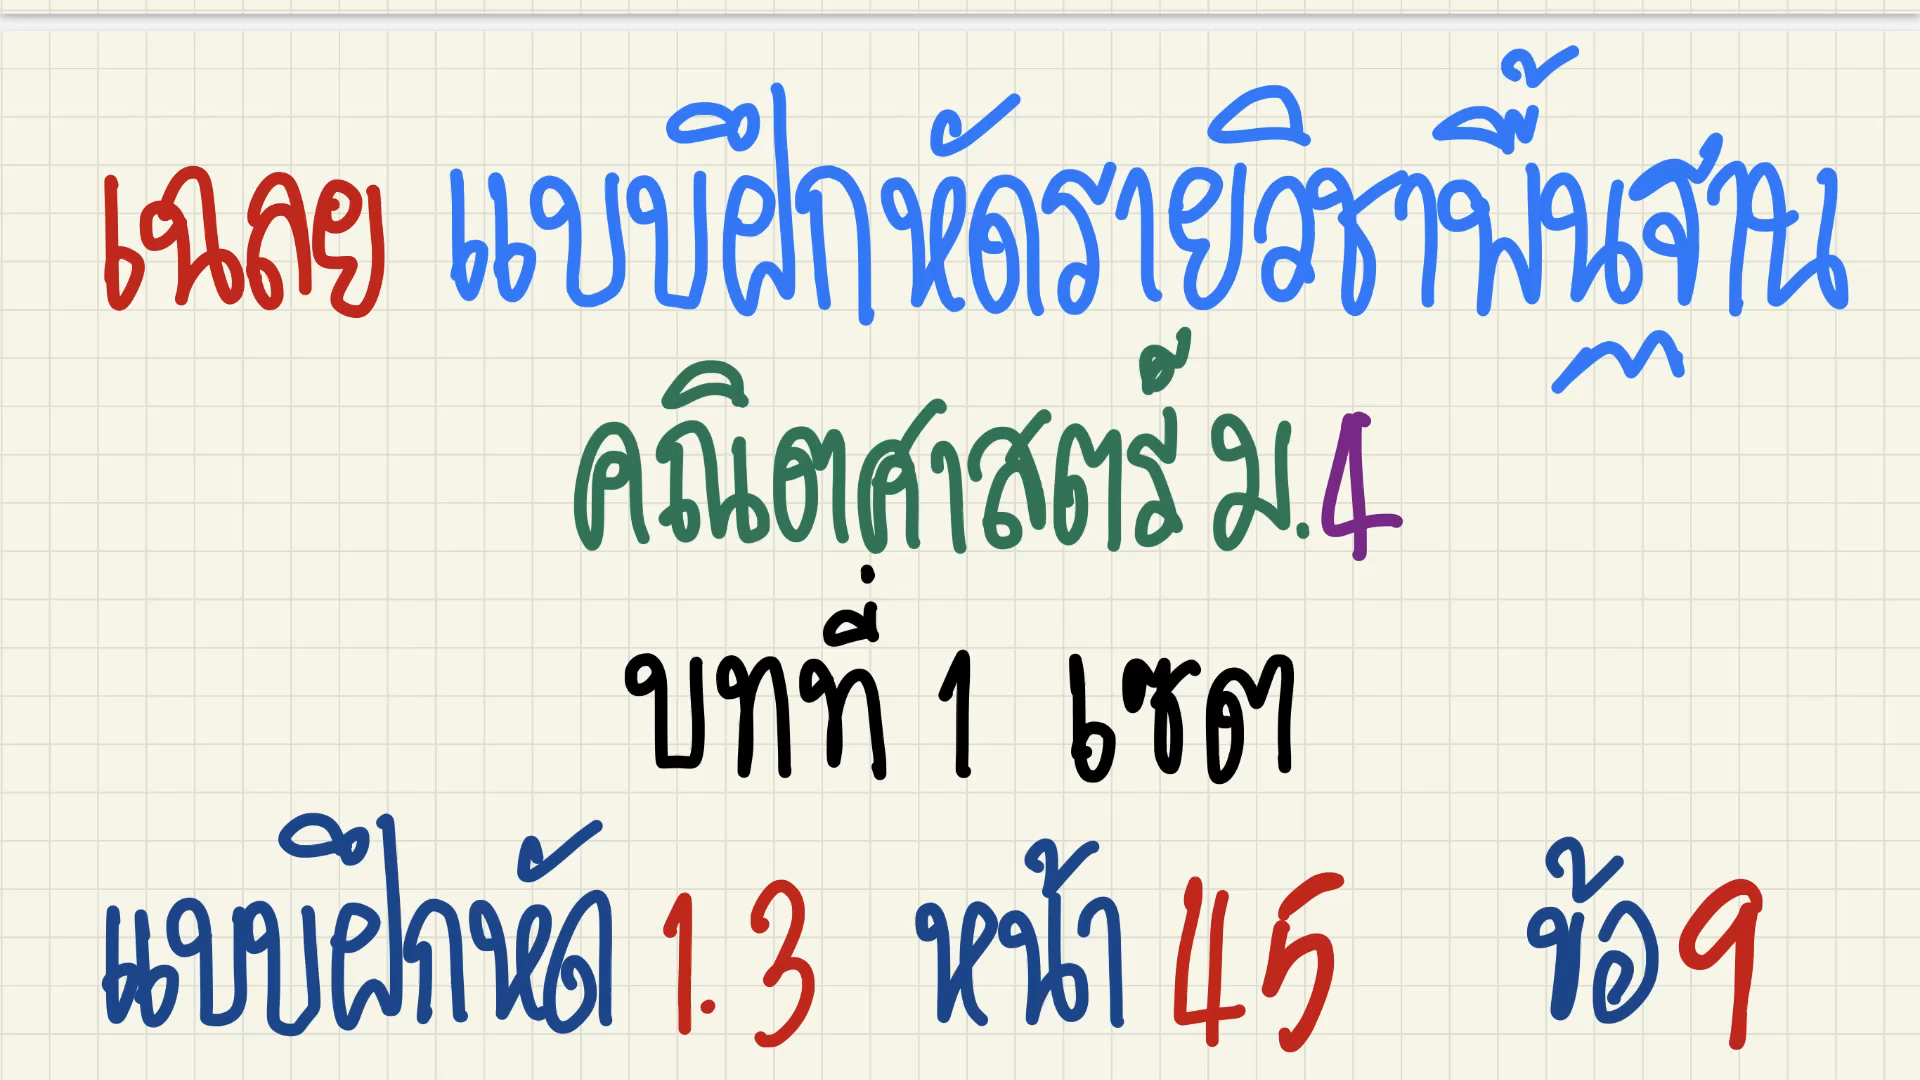 เฉลย แบบฝึกหัดรายวิชาพื้นฐาน
คณิตศาสตร์ ม.4
บทที่ 1 เซต
แบบฝึกหัด 1.3 หน้า 45 ข้อ 9